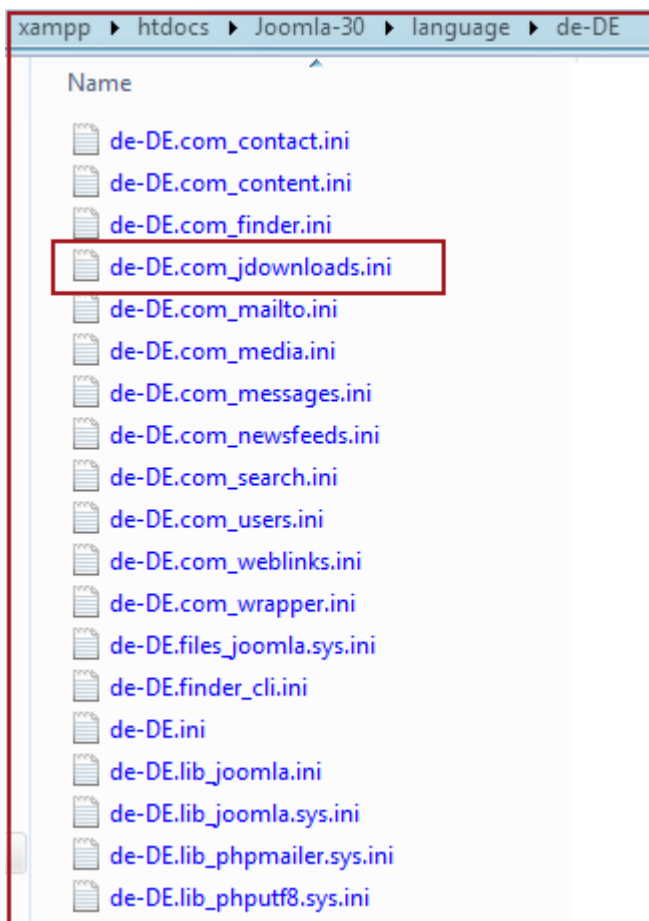 xampp ▸ htdocs ▸ Joomla-30 ▸ language ▸ de-DE
Name
de-DE.com_contact.ini
de-DE.com_content.ini
de-DE.com_finder.ini
de-DE.com_jdownloads.ini
de-DE.com_mailto.ini
de-DE.com_media.ini
de-DE.com_messages.ini
de-DE.com_newsfeeds.ini
de-DE.com_search.ini
de-DE.com_users.ini
de-DE.com_weblinks.ini
de-DE.com_wrapper.ini
de-DE.files_joomla.sys.ini
de-DE.finder_cli.ini
de-DE.ini
de-DE.lib_joomla.ini
de-DE.lib_joomla.sys.ini
de-DE.lib_phpmailer.sys.ini
de-DE.lib_phputf8.sys.ini